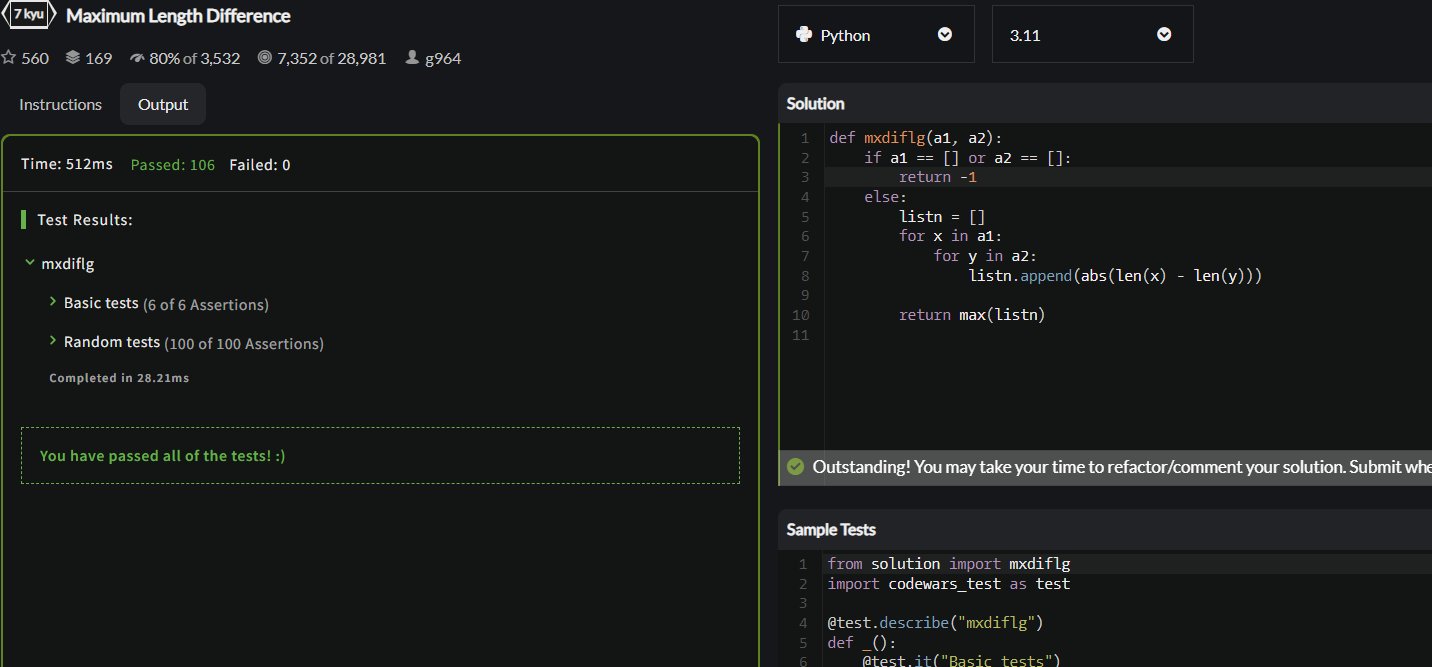 7 kyu Maximum Length Difference
560 169 80% of 3,532 7,352 of 28,981 g964
Instructions Output
Time: 512ms Passed: 106 Failed: 0
Test Results:
mxdiflg
Basic tests (6 of 6 Assertions)
Random tests (100 of 100 Assertions)
Completed in 28.21ms
You have passed all of the tests! :)
Python 3.11
Solution
1 def mxdiflg(a1, a2):
2     if a1 == [] or a2 == []:
3         return -1
4     else:
5         listn = []
6         for x in a1:
7             for y in a2:
8                 listn.append(abs(len(x) - len(y)))
9
10         return max(listn)
11
Outstanding! You may take your time to refactor/comment your solution. Submit whe
Sample Tests
1 from solution import mxdiflg
2 import codewars_test as test
3
4 @test.describe("mxdiflg")
5 def _():
6     @test.it("Basic tests")